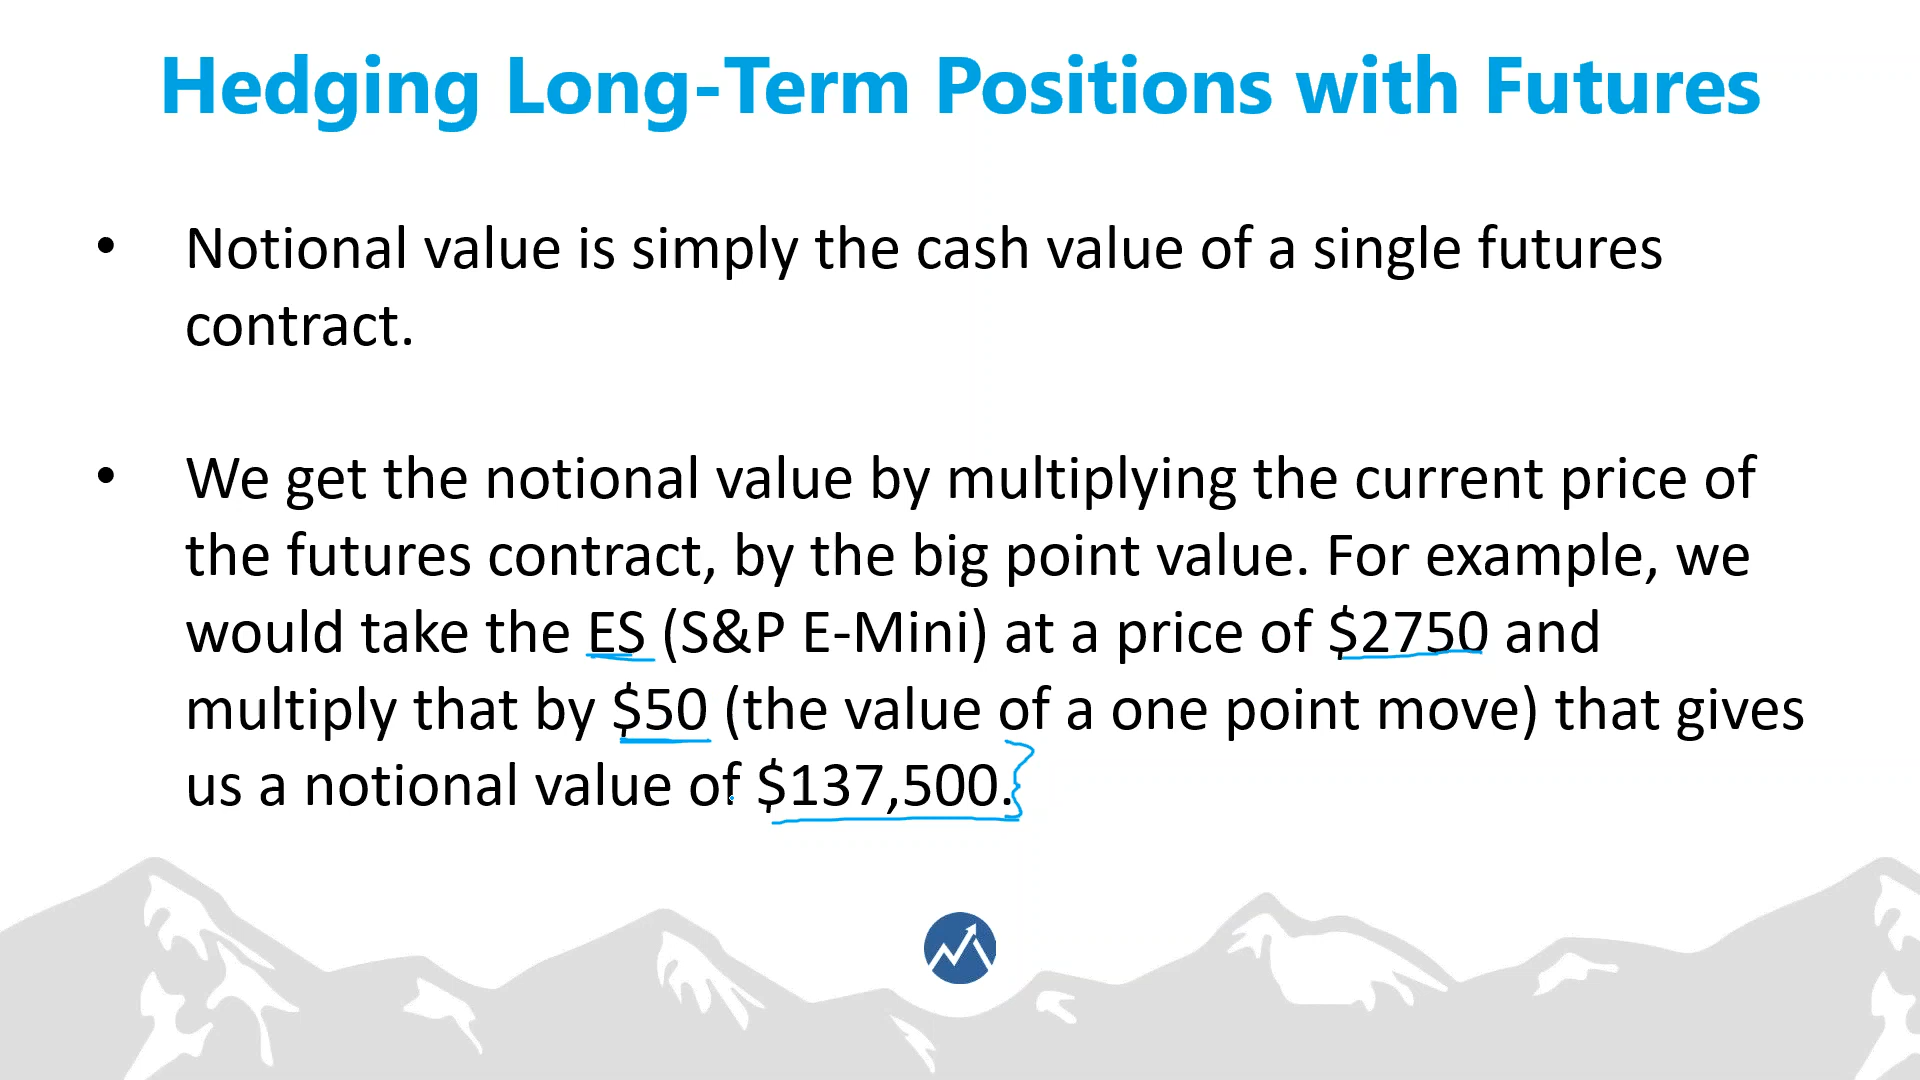 Hedging Long-Term Positions with Futures
• Notional value is simply the cash value of a single futures
contract.
• We get the notional value by multiplying the current price of
the futures contract, by the big point value. For example, we
would take the ES (S&P E-Mini) at a price of $2750 and
multiply that by $50 (the value of a one point move) that gives
us a notional value of $137,500.